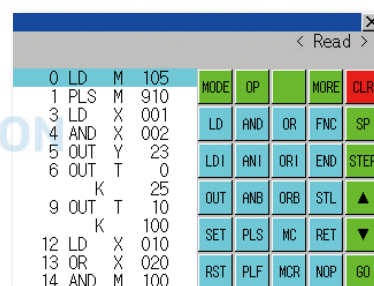 < Read >
0 LD M 105
1 PLS M 910
3 LD X 001
4 AND X 002
5 OUT Y 23
6 OUT T 0
K 25
9 OUT T 10
K 100
12 LD X 010
13 OR X 020
14 AND M 100
MODE OP MORE CLR
LD AND OR FNC SP
LDI ANI ORI END STEP
OUT ANB ORB STL ▲
SET PLS MC RET ▼
RST PLF MCR NOP GO
ON